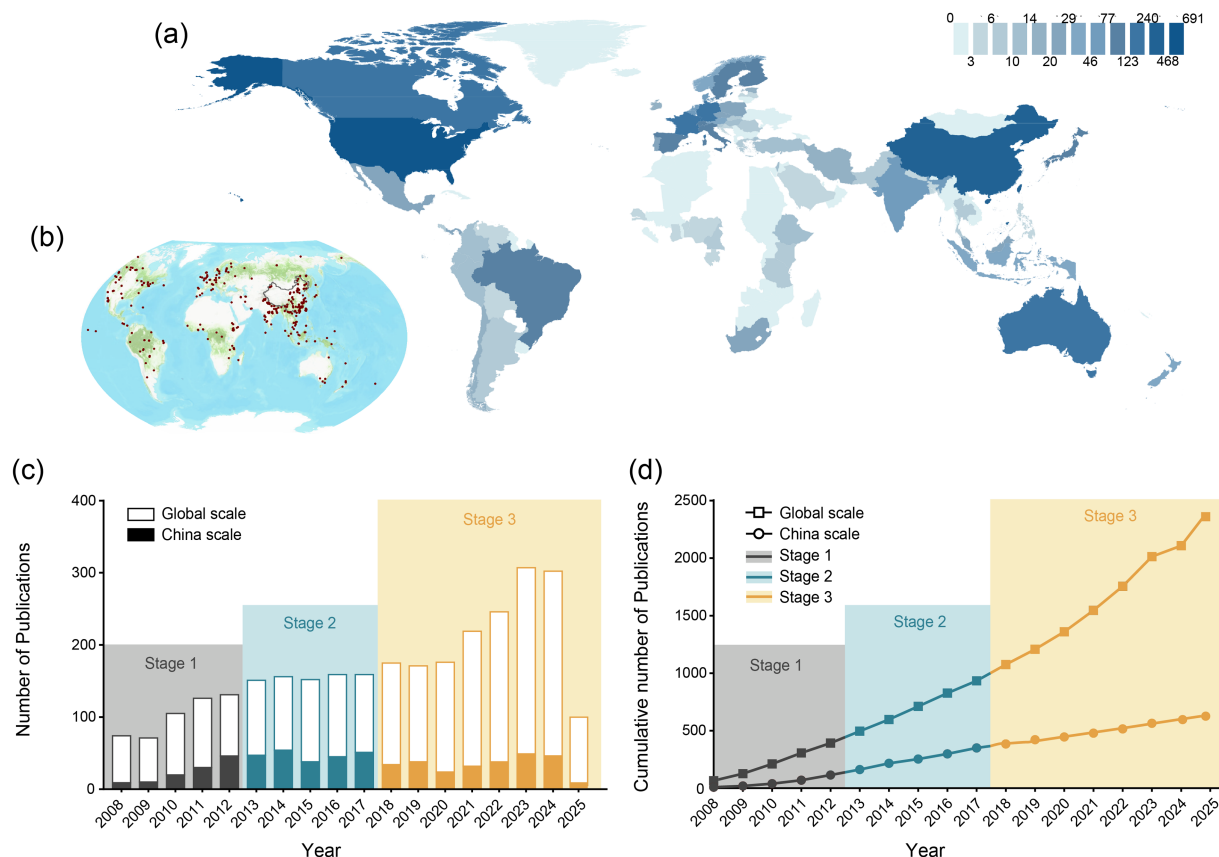 (a)
0 6 14 29 77 240 691
3 10 20 46 123 468
(b)
(c)
400
300
200
100
0
Number of Publications
Global scale
China scale
Stage 1
Stage 2
Stage 3
2008 2009 2010 2011 2012 2013 2014 2015 2016 2017 2018 2019 2020 2021 2022 2023 2024 2025
Year
(d)
2500
2000
1500
1000
500
0
Cumulative number of Publications
Global scale
China scale
Stage 1
Stage 2
Stage 3
Stage 1
Stage 2
Stage 3
2008 2009 2010 2011 2012 2013 2014 2015 2016 2017 2018 2019 2020 2021 2022 2023 2024 2025
Year